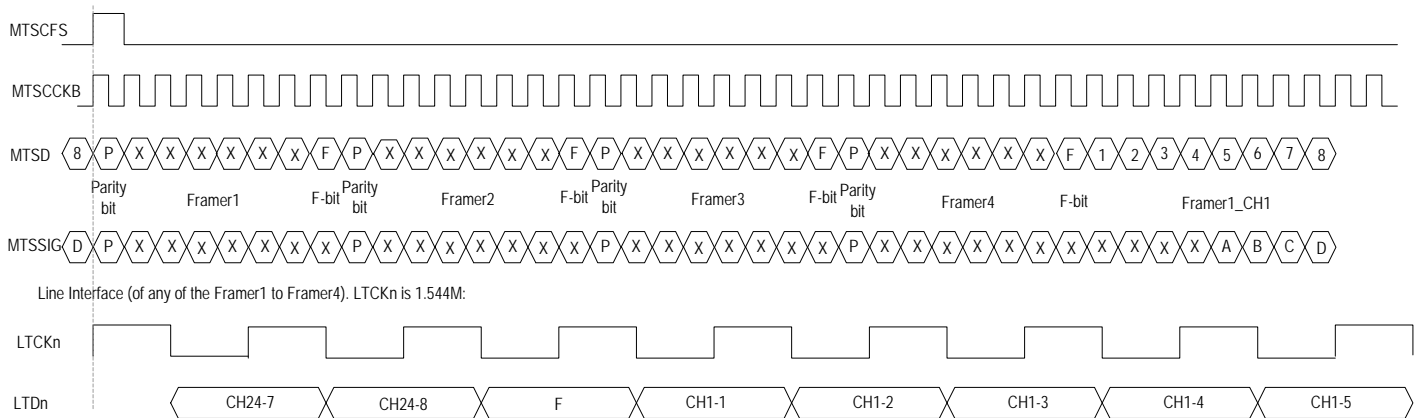 MTSCFS
MTSCCKB
MTSD 8 P X X X X X X F P X X X X X X F P X X X X X X F P X X X X X X F 1 2 3 4 5 6 7 8
Parity bit Framer1 F-bit Parity bit Framer2 F-bit Parity bit Framer3 F-bit Parity bit Framer4 F-bit Framer1_CH1
MTSSIG D P X X X X X X X P X X X X X X X P X X X X X X X P X X X X X X X X X X X A B C D
Line Interface (of any of the Framer1 to Framer4). LTCKn is 1.544M:
LTCKn
LTDn CH24-7 CH24-8 F CH1-1 CH1-2 CH1-3 CH1-4 CH1-5